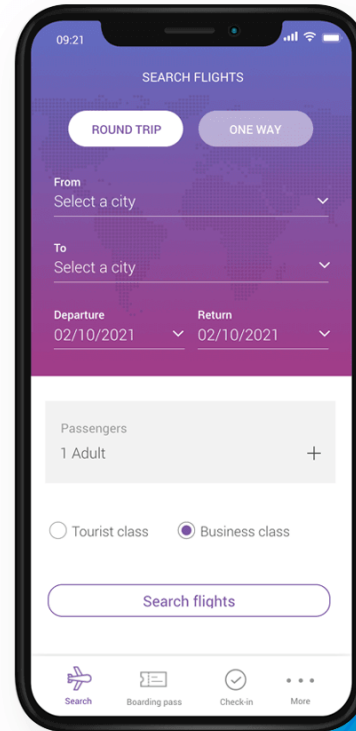 09:21
SEARCH FLIGHTS
ROUND TRIP ONE WAY
From
Select a city
To
Select a city
Departure Return
02/10/2021 02/10/2021
Passengers
1 Adult
Tourist class Business class
Search flights
Search Boarding pass Check-in More